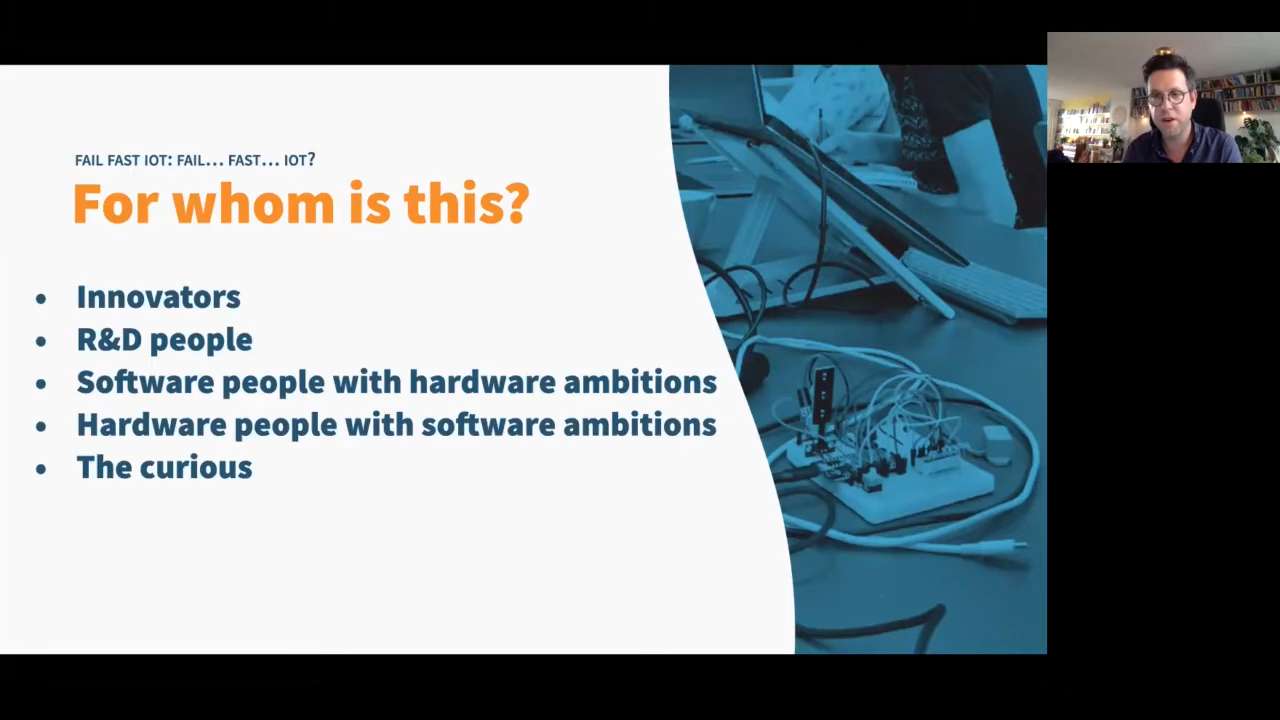 FAIL FAST IOT: FAIL... FAST... IOT?
For whom is this?
• Innovators
• R&D people
• Software people with hardware ambitions
• Hardware people with software ambitions
• The curious